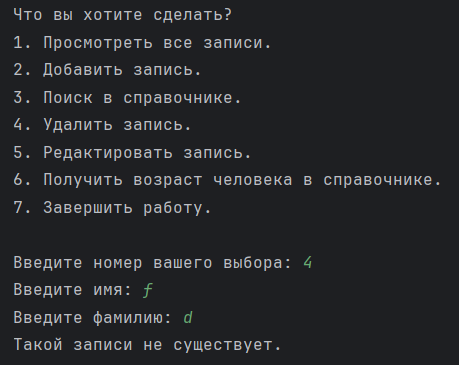 Что вы хотите сделать?
1. Просмотреть все записи.
2. Добавить запись.
3. Поиск в справочнике.
4. Удалить запись.
5. Редактировать запись.
6. Получить возраст человека в справочнике.
7. Завершить работу.
Введите номер вашего выбора: 4
Введите имя: f
Введите фамилию: d
Такой записи не существует.